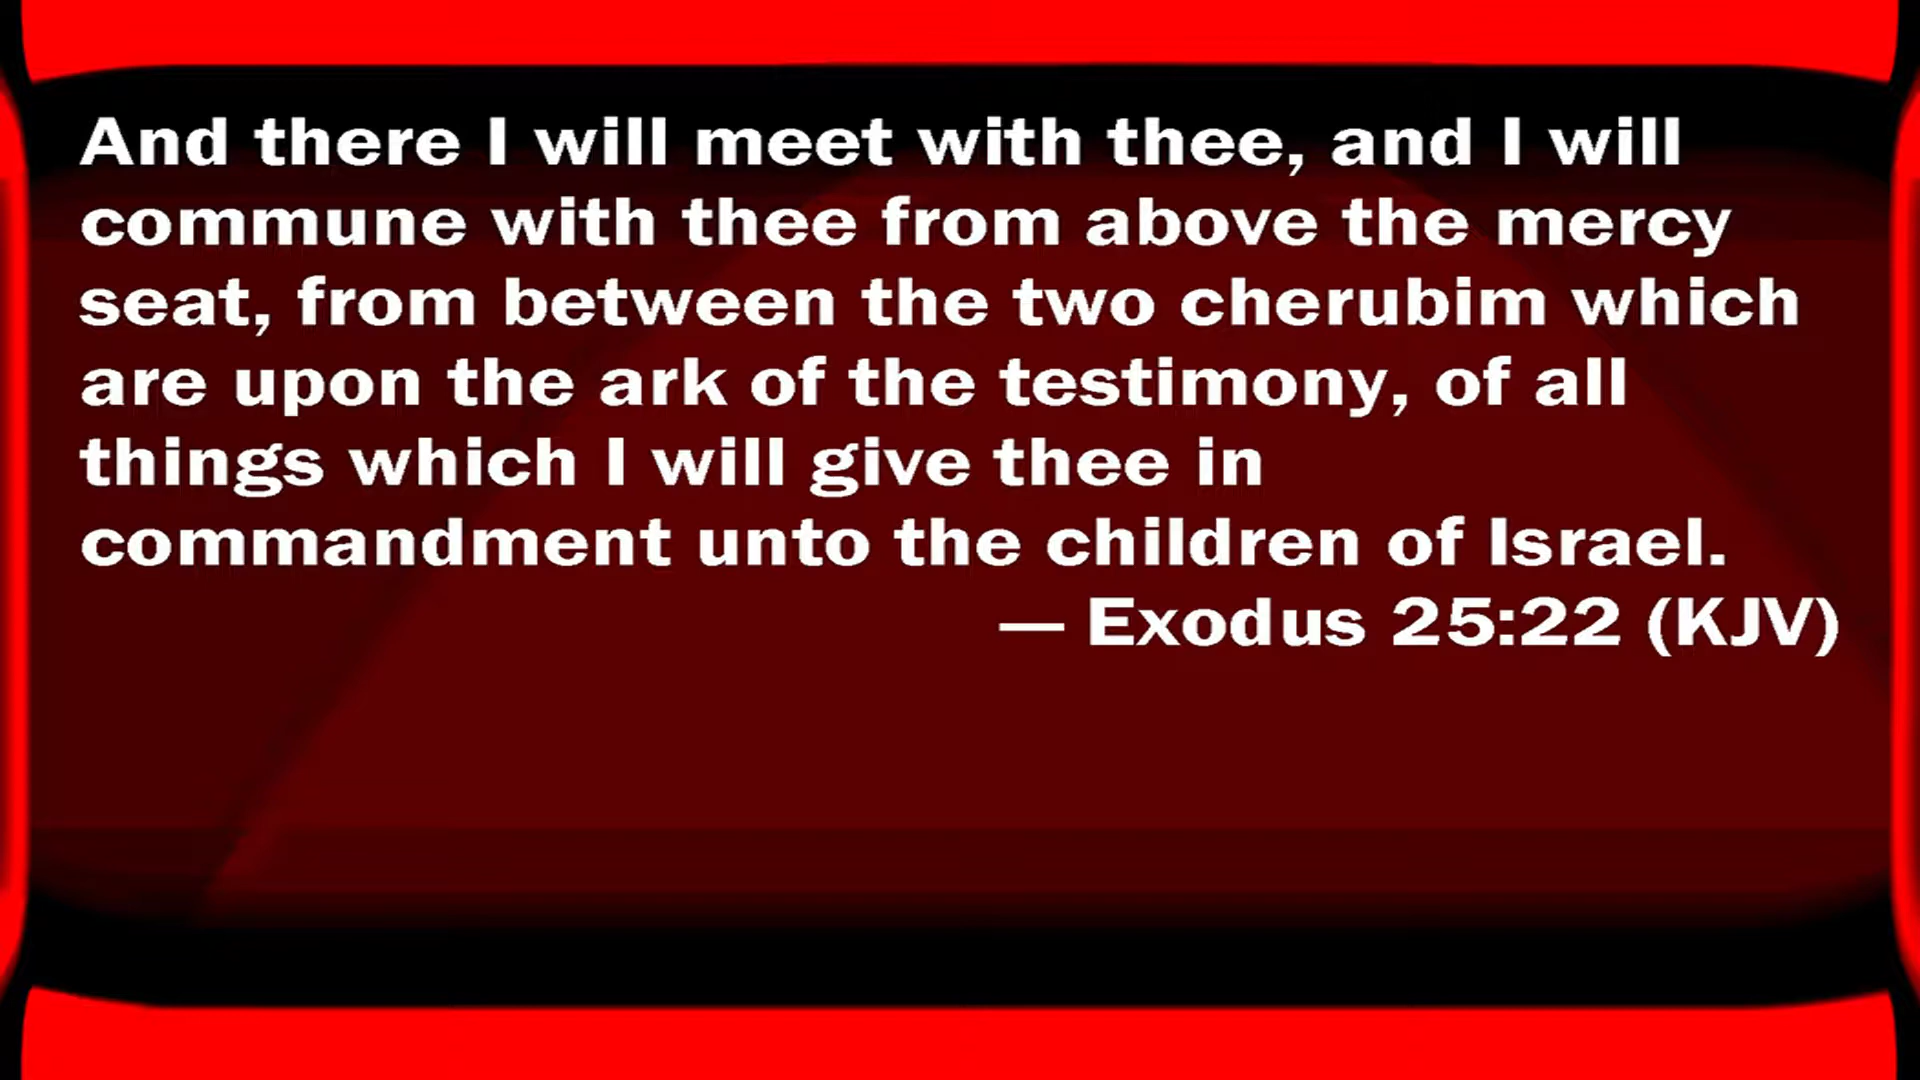 And there I will meet with thee, and I will
commune with thee from above the mercy
seat, from between the two cherubim which
are upon the ark of the testimony, of all
things which I will give thee in
commandment unto the children of Israel.
— Exodus 25:22 (KJV)